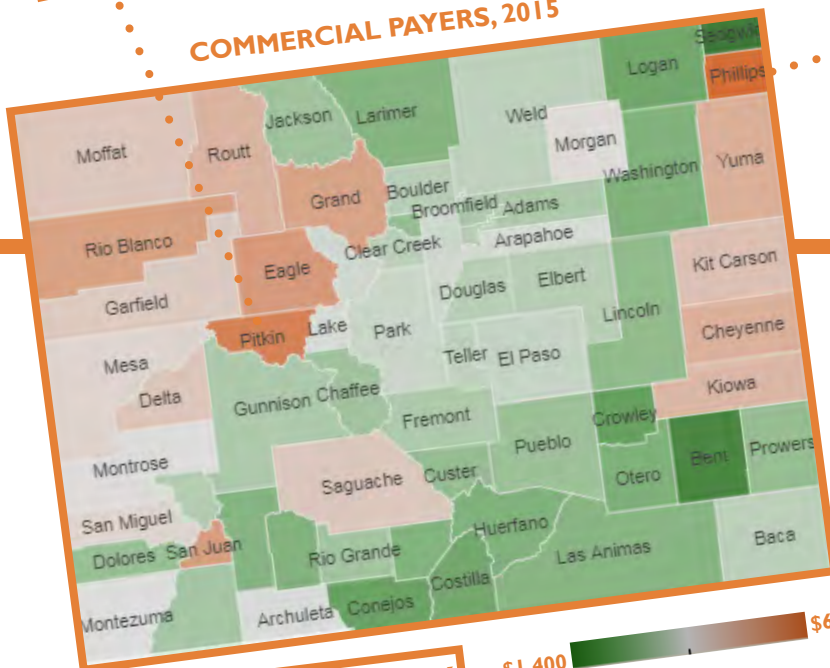 COMMERCIAL PAYERS, 2015
Sedgwick
Logan
Phillips
Jackson
Larimer
Weld
Morgan
Moffat
Routt
Washington
Yuma
Grand
Boulder
Broomfield
Adams
Rio Blanco
Clear Creek
Arapahoe
Eagle
Kit Carson
Garfield
Douglas
Elbert
Lincoln
Pitkin
Lake
Park
Cheyenne
Mesa
Teller
El Paso
Delta
Gunnison
Chaffee
Kiowa
Fremont
Crowley
Montrose
Pueblo
Bent
Prowers
Saguache
Custer
Otero
San Miguel
Dolores
San Juan
Rio Grande
Huerfano
Las Animas
Baca
Montezuma
Archuleta
Conejos
Costilla
$1,400
$6